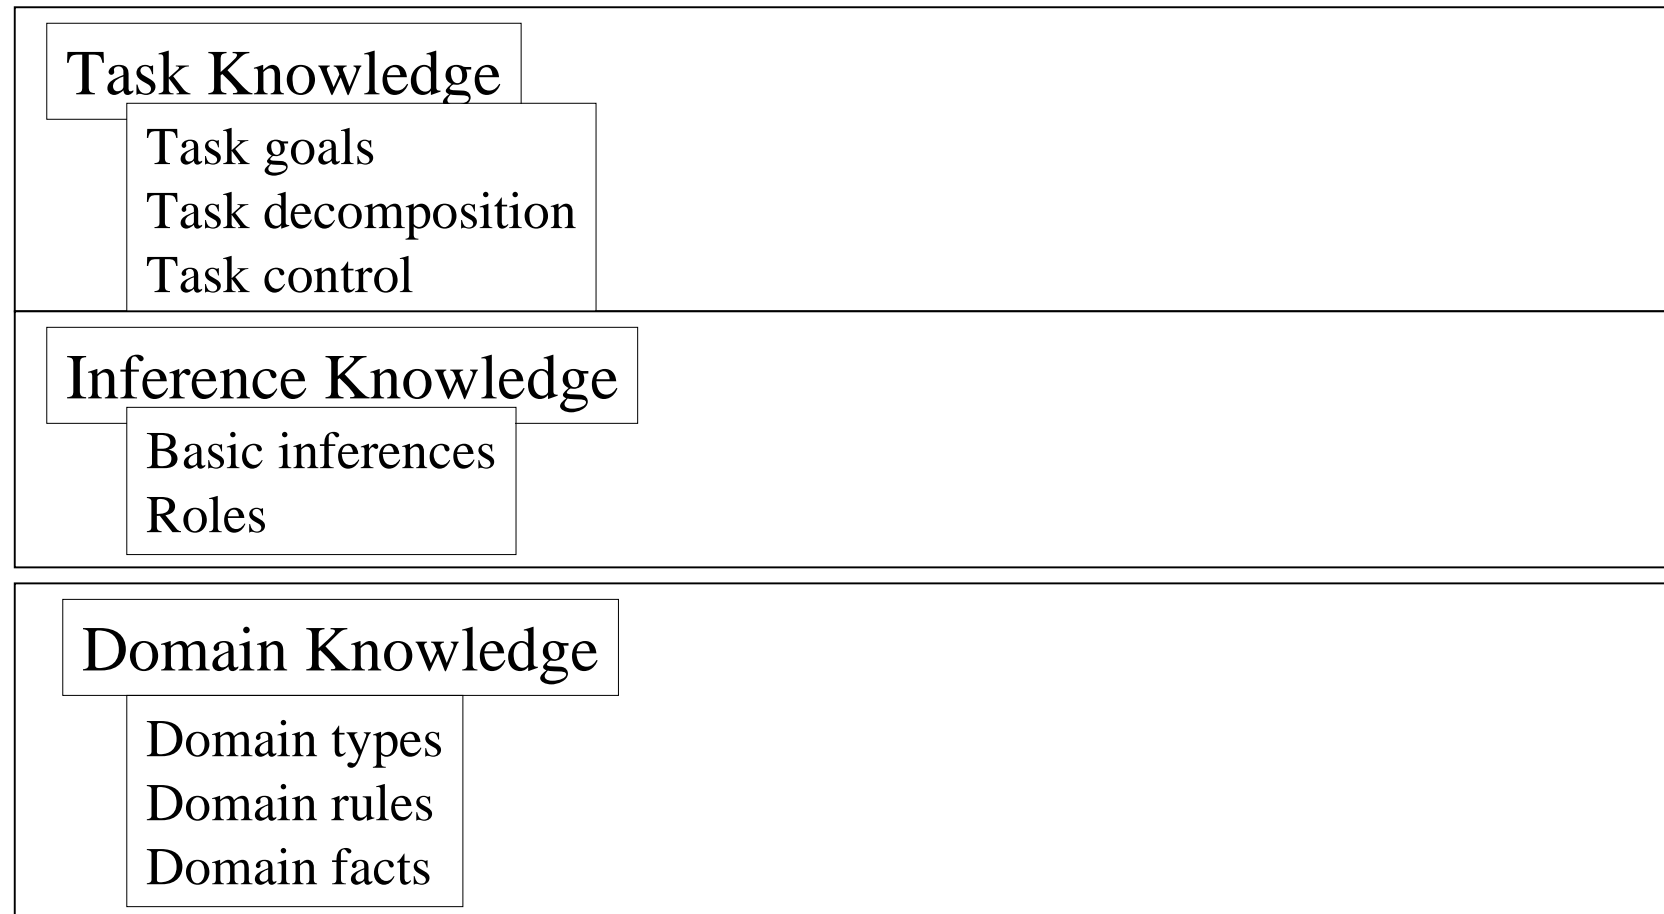 Task Knowledge
Task goals
Task decomposition
Task control
Inference Knowledge
Basic inferences
Roles
Domain Knowledge
Domain types
Domain rules
Domain facts